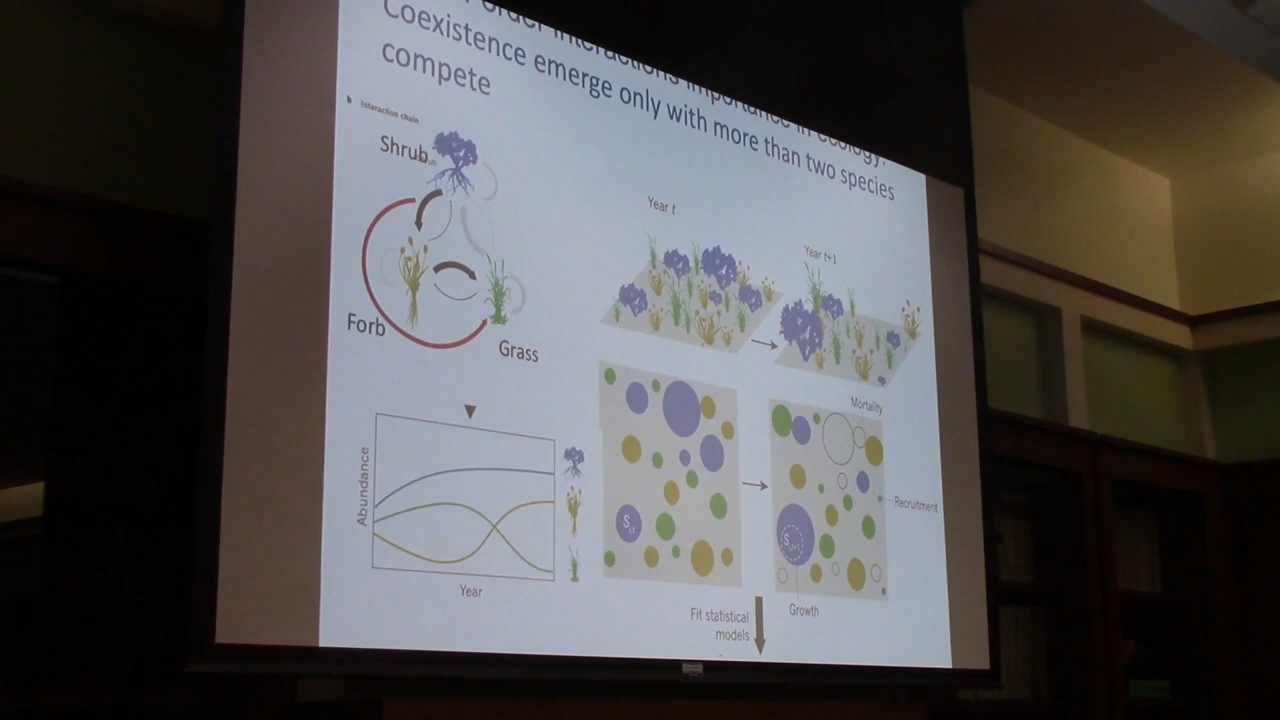 order interactions importance in ecology:
Coexistence emerge only with more than two species
compete
b Interaction chain
Shrub
Forb
Grass
Year t
Year t+1
Abundance
Year
Mortality
Recruitment
Growth
Fit statistical
models